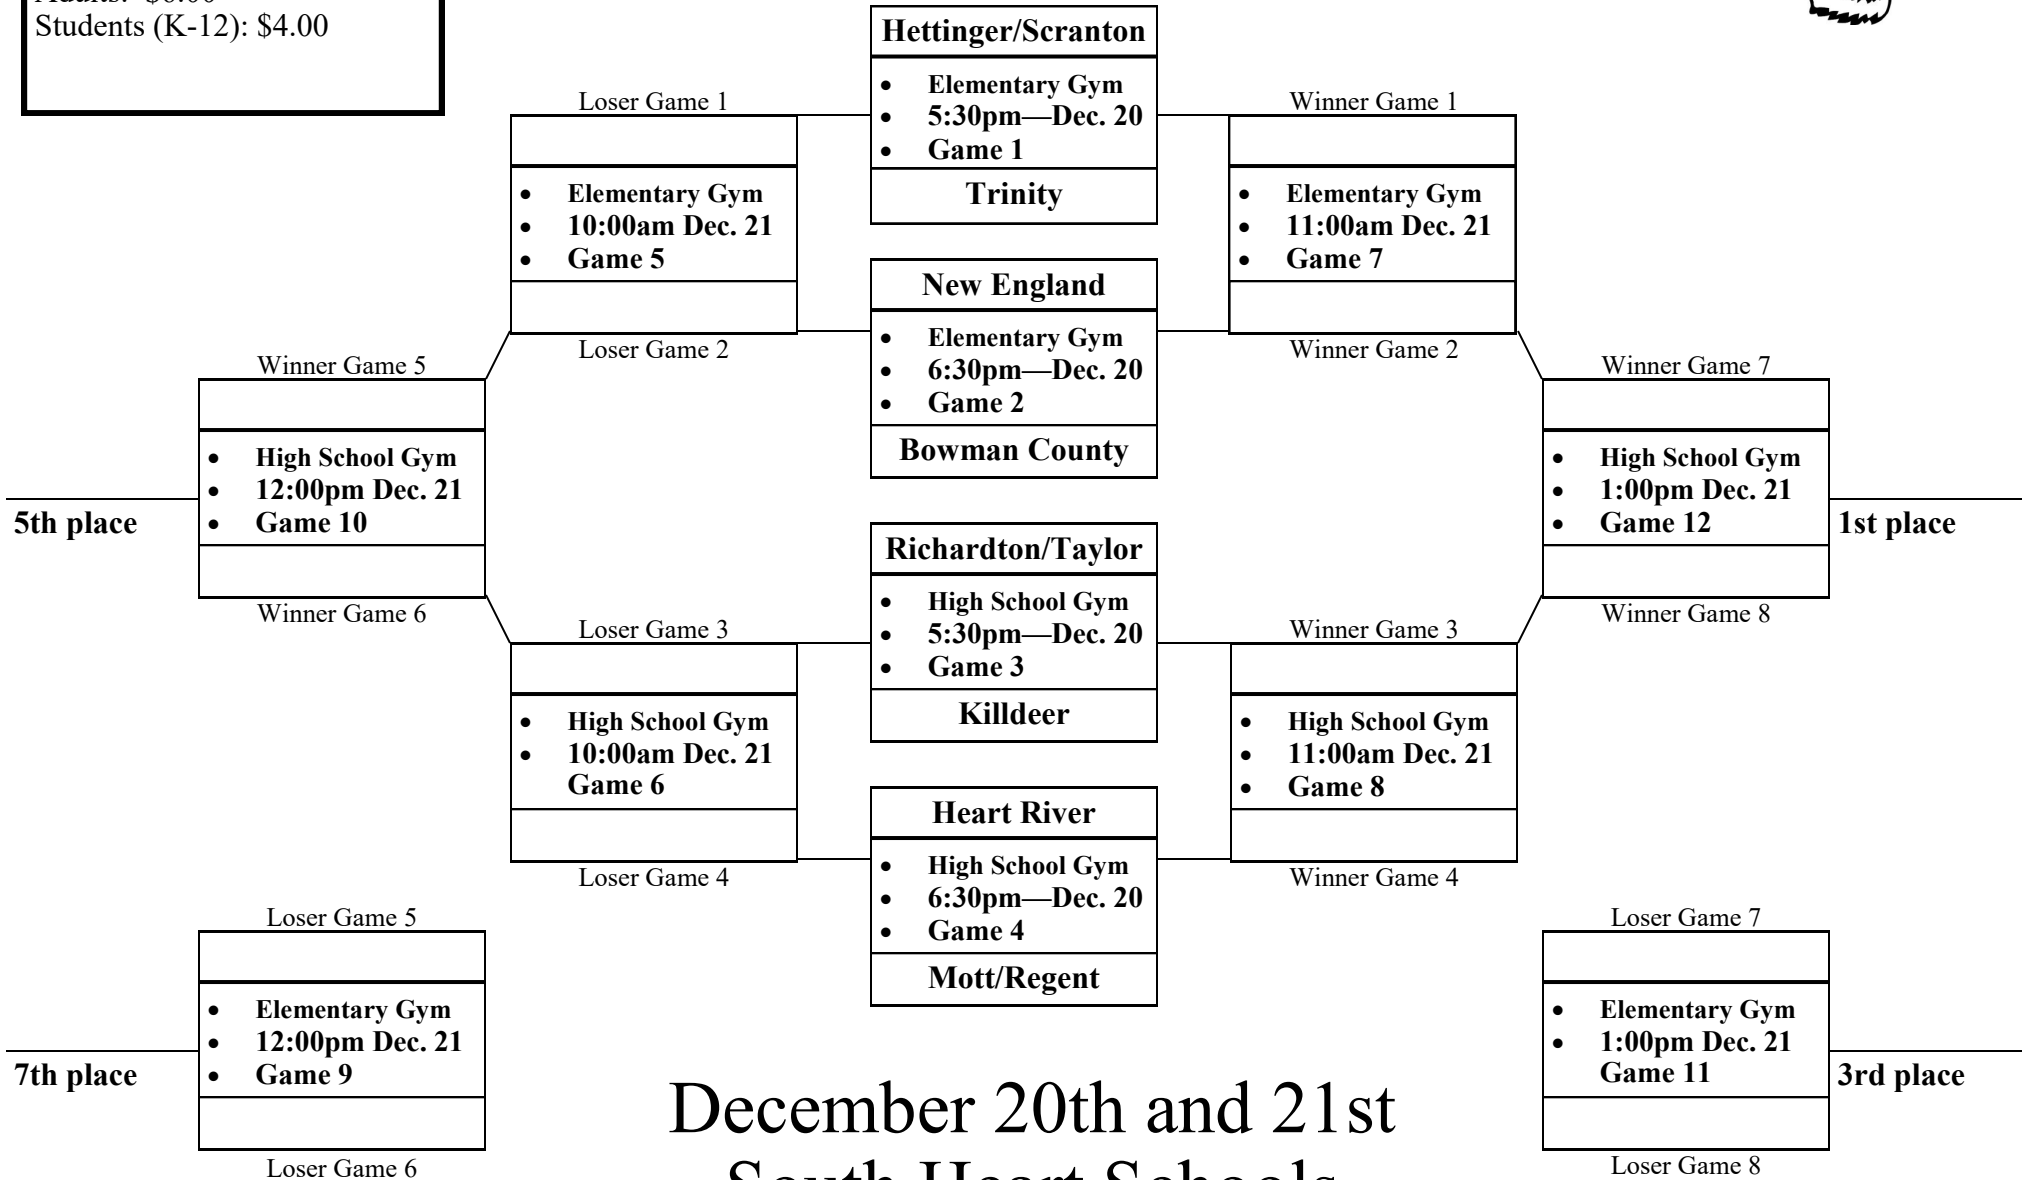 Adults: $6.00
Students (K-12): $4.00
Hettinger/Scranton
• Elementary Gym
• 5:30pm—Dec. 20
• Game 1
Trinity
Loser Game 1
• Elementary Gym
• 10:00am Dec. 21
• Game 5
Loser Game 2
Winner Game 1
• Elementary Gym
• 11:00am Dec. 21
• Game 7
Winner Game 2
New England
• Elementary Gym
• 6:30pm—Dec. 20
• Game 2
Bowman County
Winner Game 5
• High School Gym
• 12:00pm Dec. 21
• Game 10
Winner Game 6
5th place
Winner Game 7
• High School Gym
• 1:00pm Dec. 21
• Game 12
Winner Game 8
1st place
Richardton/Taylor
• High School Gym
• 5:30pm—Dec. 20
• Game 3
Killdeer
Loser Game 3
• High School Gym
• 10:00am Dec. 21
Game 6
Loser Game 4
Winner Game 3
• High School Gym
• 11:00am Dec. 21
• Game 8
Winner Game 4
Heart River
• High School Gym
• 6:30pm—Dec. 20
• Game 4
Mott/Regent
Loser Game 5
• Elementary Gym
• 12:00pm Dec. 21
• Game 9
Loser Game 6
7th place
Loser Game 7
• Elementary Gym
• 1:00pm Dec. 21
Game 11
Loser Game 8
3rd place
December 20th and 21st
South Heart Schools